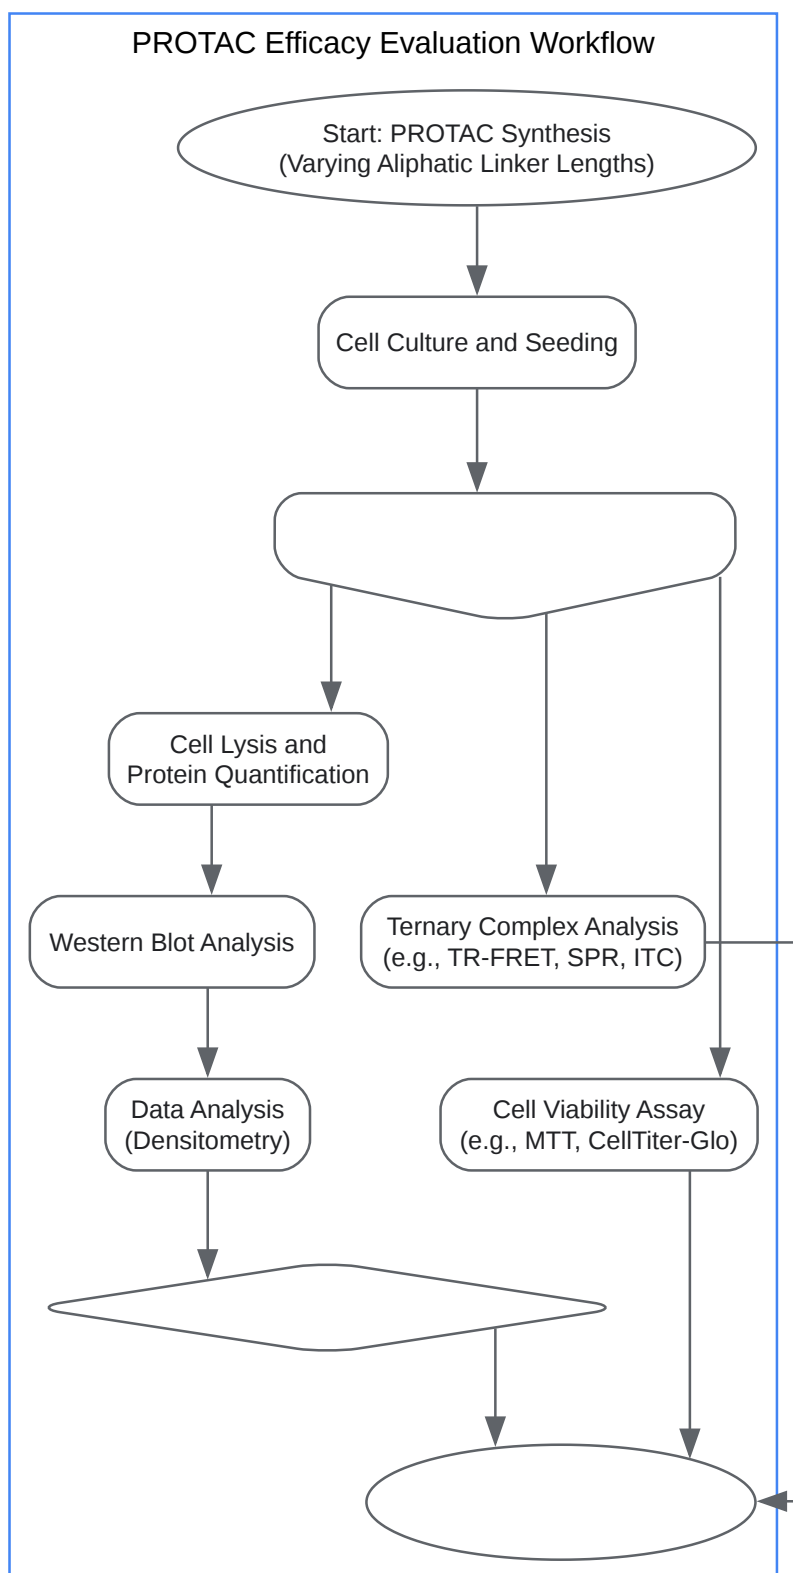 PROTAC Efficacy Evaluation Workflow
Start: PROTAC Synthesis
(Varying Aliphatic Linker Lengths)
Cell Culture and Seeding
Cell Lysis and
Protein Quantification
Western Blot Analysis
Ternary Complex Analysis
(e.g., TR-FRET, SPR, ITC)
Data Analysis
(Densitometry)
Cell Viability Assay
(e.g., MTT, CellTiter-Glo)